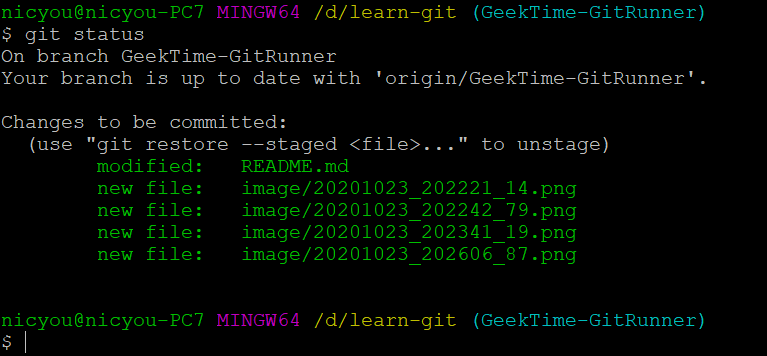 nicyou@nicyou-PC7 MINGW64 /d/learn-git (GeekTime-GitRunner)
$ git status
On branch GeekTime-GitRunner
Your branch is up to date with 'origin/GeekTime-GitRunner'.

Changes to be committed:
  (use "git restore --staged <file>..." to unstage)
        modified:   README.md
        new file:   image/20201023_202221_14.png
        new file:   image/20201023_202242_79.png
        new file:   image/20201023_202341_19.png
        new file:   image/20201023_202606_87.png

nicyou@nicyou-PC7 MINGW64 /d/learn-git (GeekTime-GitRunner)
$